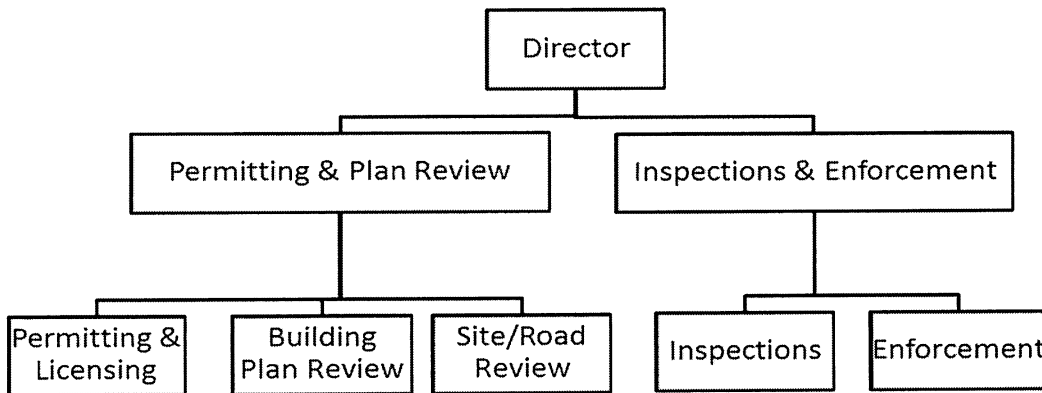 Director
Permitting & Plan Review
Inspections & Enforcement
Permitting &
Licensing
Building
Plan Review
Site/Road
Review
Inspections
Enforcement